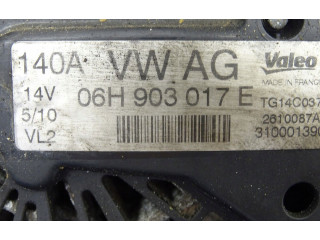 140A VW AG Valeo
MADE IN FRANCE
14V 06H 903 017 E TG14C037
5/10 2610087A
VL2 310001390